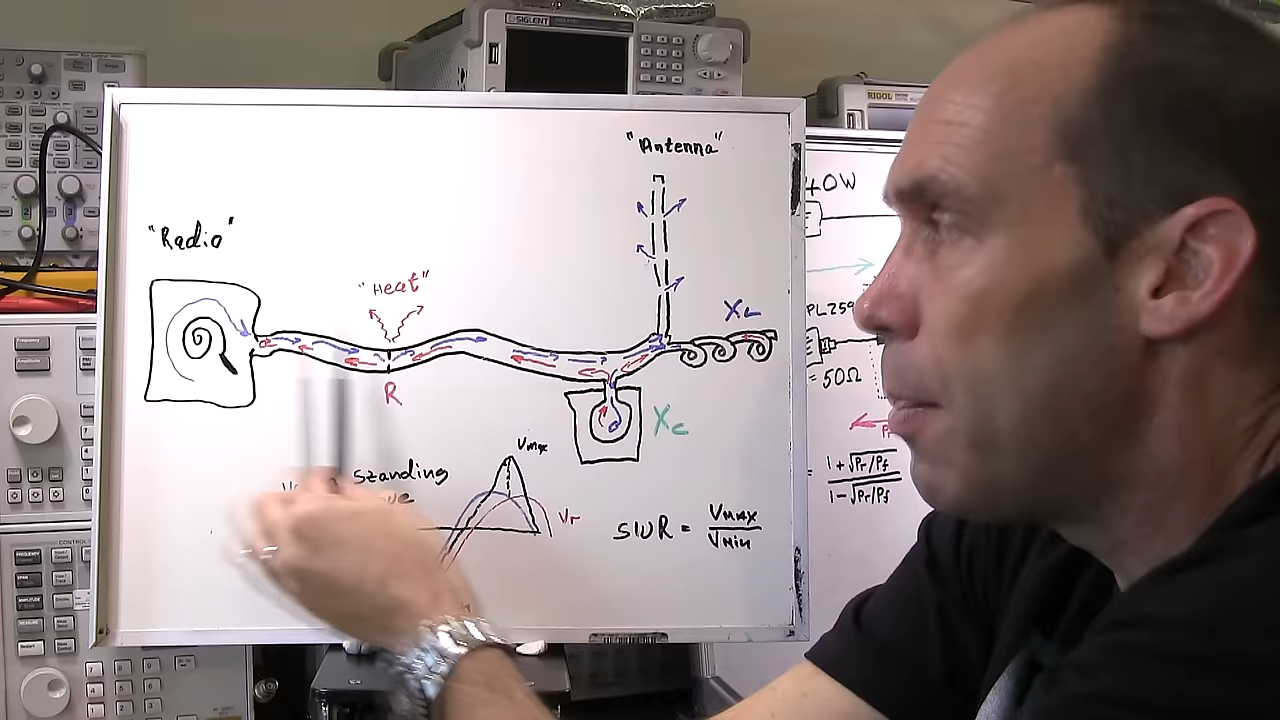 SIGLENT
RIGOL
"Antenna"
"Radio"
"Heat"
XL
R
Xc
szanding
Vmax
Vr
SWR = Vmax
Vmin
40W
PL259
= 50Ω
= 1+√Pr/Pf
1-√Pr/Pf